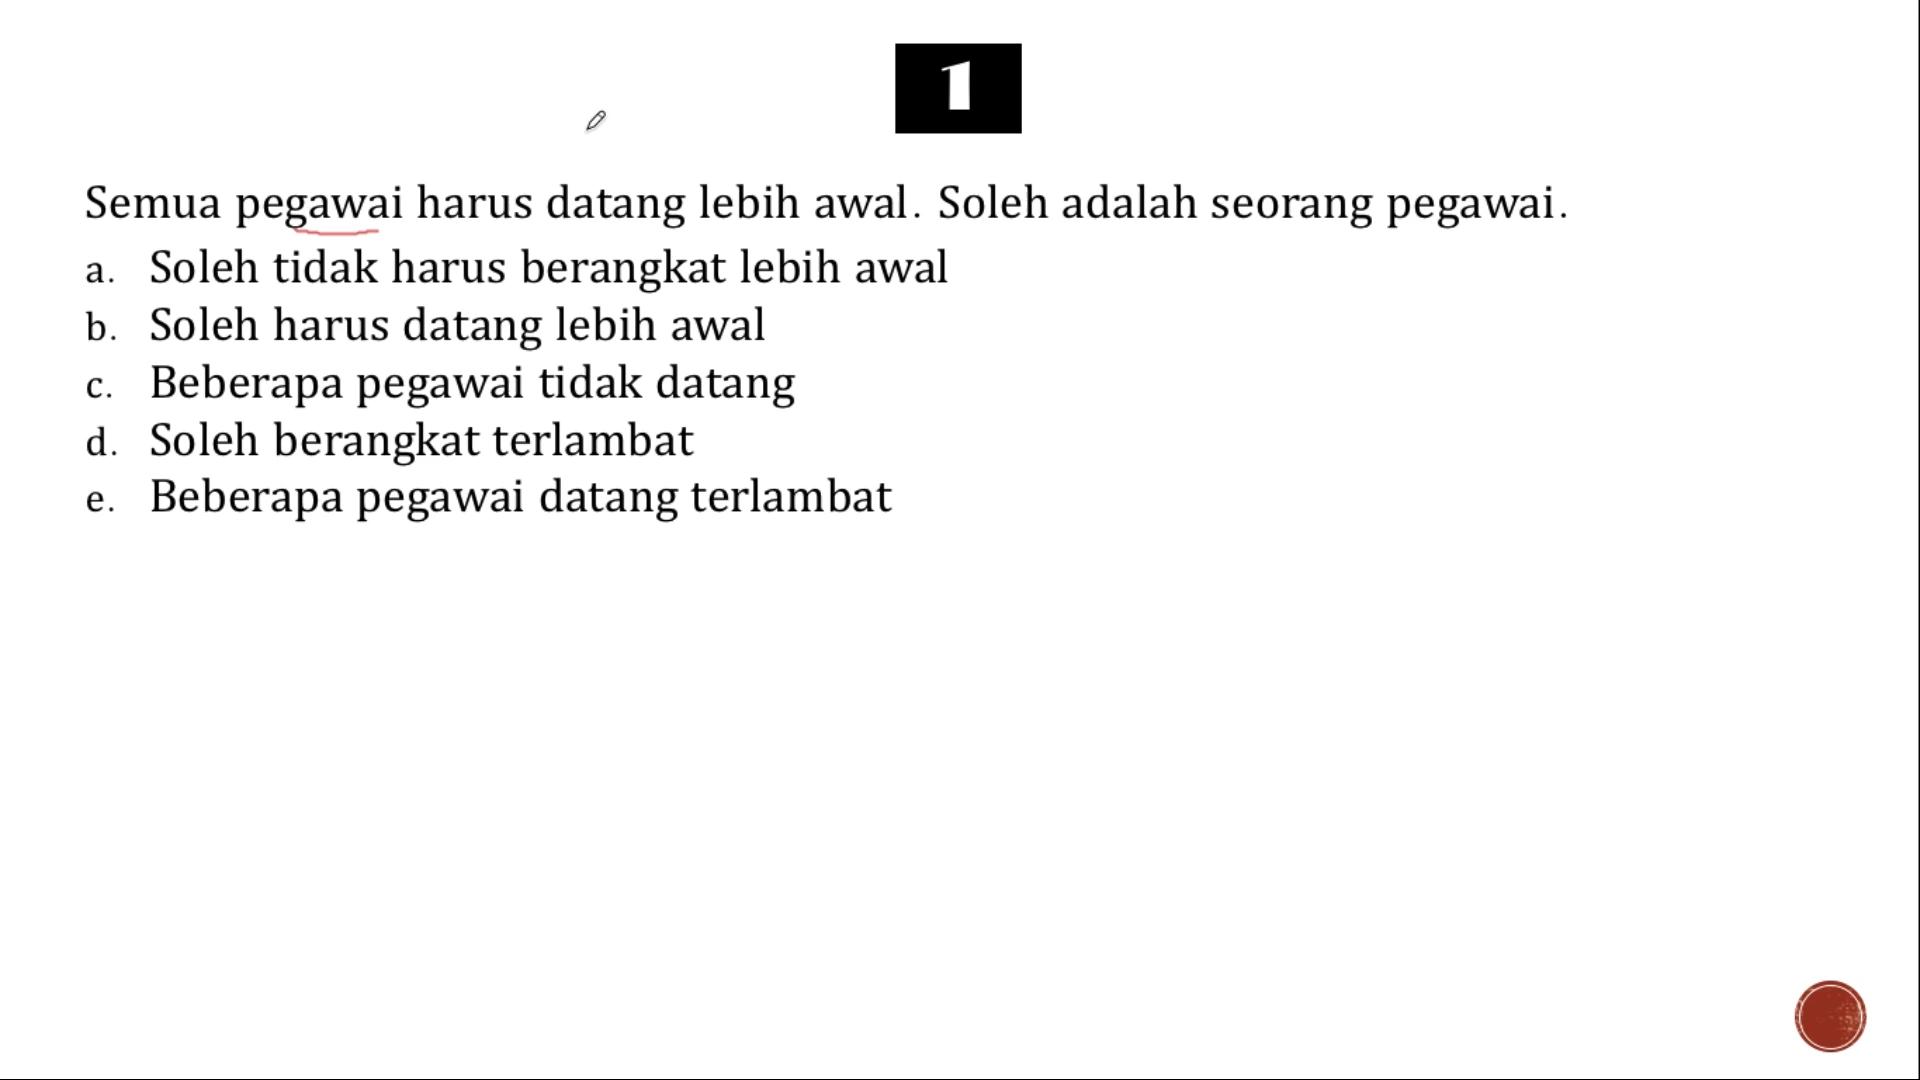 1
Semua pegawai harus datang lebih awal. Soleh adalah seorang pegawai.
a. Soleh tidak harus berangkat lebih awal
b. Soleh harus datang lebih awal
c. Beberapa pegawai tidak datang
d. Soleh berangkat terlambat
e. Beberapa pegawai datang terlambat